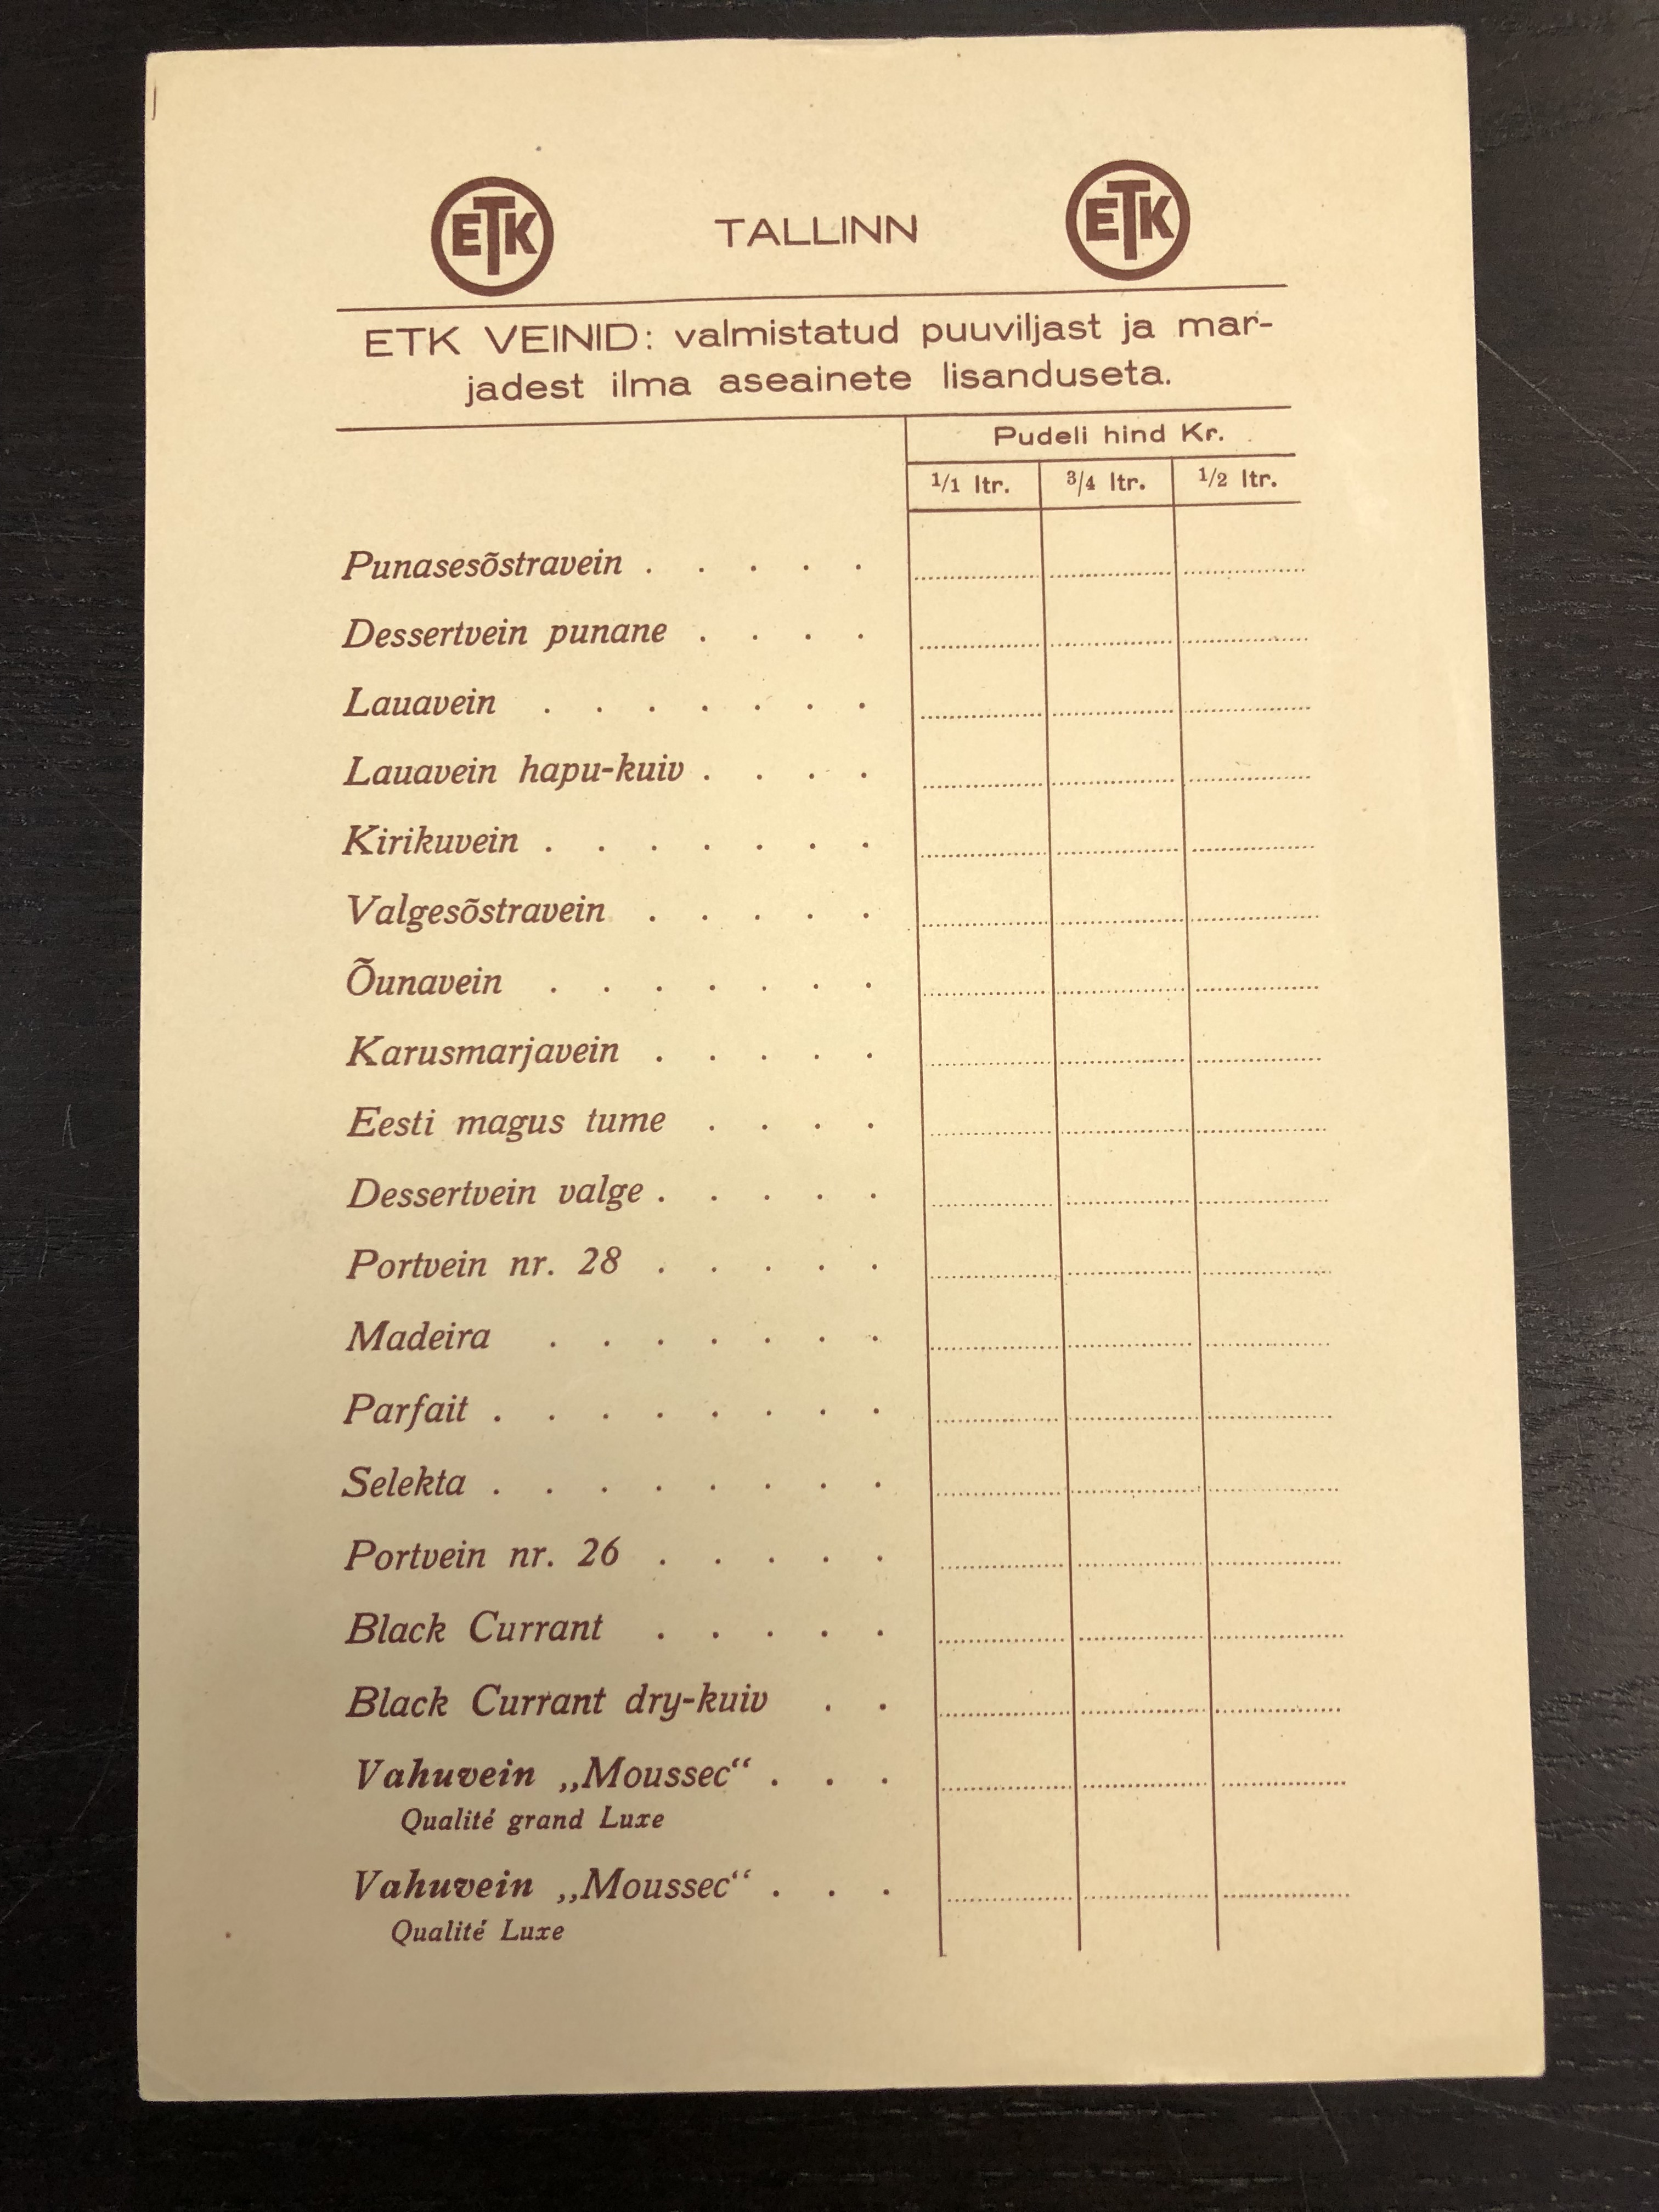 ETK TALLINN ETK
ETK VEINID: valmistatud puuviljast ja mar-
jadest ilma aseainete lisanduseta.
Pudeli hind Kr.
1/1 ltr. 3/4 ltr. 1/2 ltr.
Punasesõstravein . . . . .
Dessertvein punane . . . .
Lauavein . . . . . . .
Lauavein hapu-kuiv . . . .
Kirikuvein . . . . . . .
Valgesõstravein . . . . .
Õunavein . . . . . . .
Karusmarjavein . . . . .
Eesti magus tume . . . .
Dessertvein valge . . . . .
Portvein nr. 28 . . . . .
Madeira . . . . . . .
Parfait . . . . . . . .
Selekta . . . . . . . .
Portvein nr. 26 . . . . .
Black Currant . . . . .
Black Currant dry-kuiv . .
Vahuvein „Moussec“ . . .
Qualité grand Luxe
Vahuvein „Moussec“ . . .
Qualité Luxe